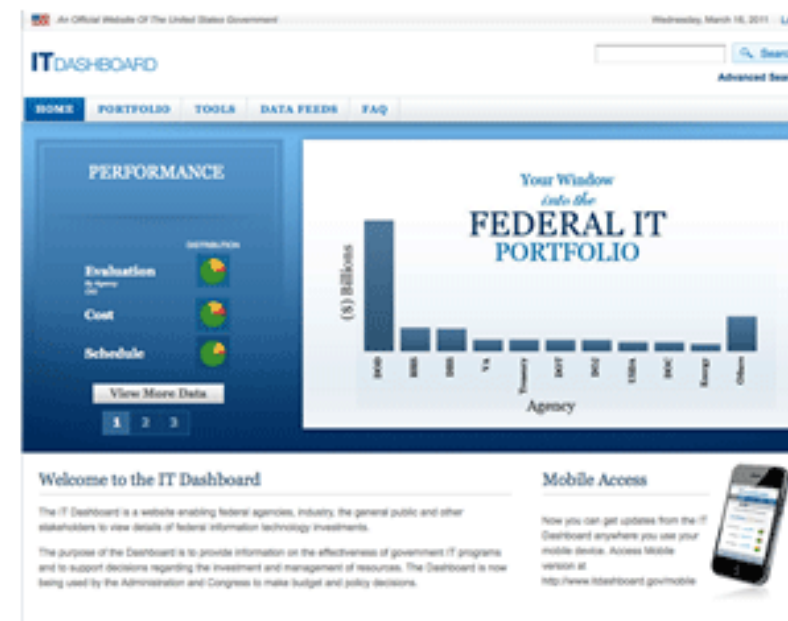 An Official Website Of The United States Government
Wednesday, March 16, 2011
IT DASHBOARD
Search
Advanced Sear
HOME PORTFOLIO TOOLS DATA FEEDS FAQ
PERFORMANCE
DISTRIBUTION
Evaluation
By Agency
CIO
Cost
Schedule
View More Data
1 2 3
Your Window
into the
FEDERAL IT
PORTFOLIO
($) Billions
DOD HHS DHS VA Treasury DOT DOJ USDA DOC Energy Others
Agency
Welcome to the IT Dashboard
The IT Dashboard is a website enabling federal agencies, industry, the general public and other
stakeholders to view details of federal information technology investments.
The purpose of the Dashboard is to provide information on the effectiveness of government IT programs
and to support decisions regarding the investment and management of resources. The Dashboard is now
being used by the Administration and Congress to make budget and policy decisions.
Mobile Access
Now you can get updates from the IT
Dashboard anywhere you use your
mobile device. Access Mobile
version at
http://www.itdashboard.gov/mobile